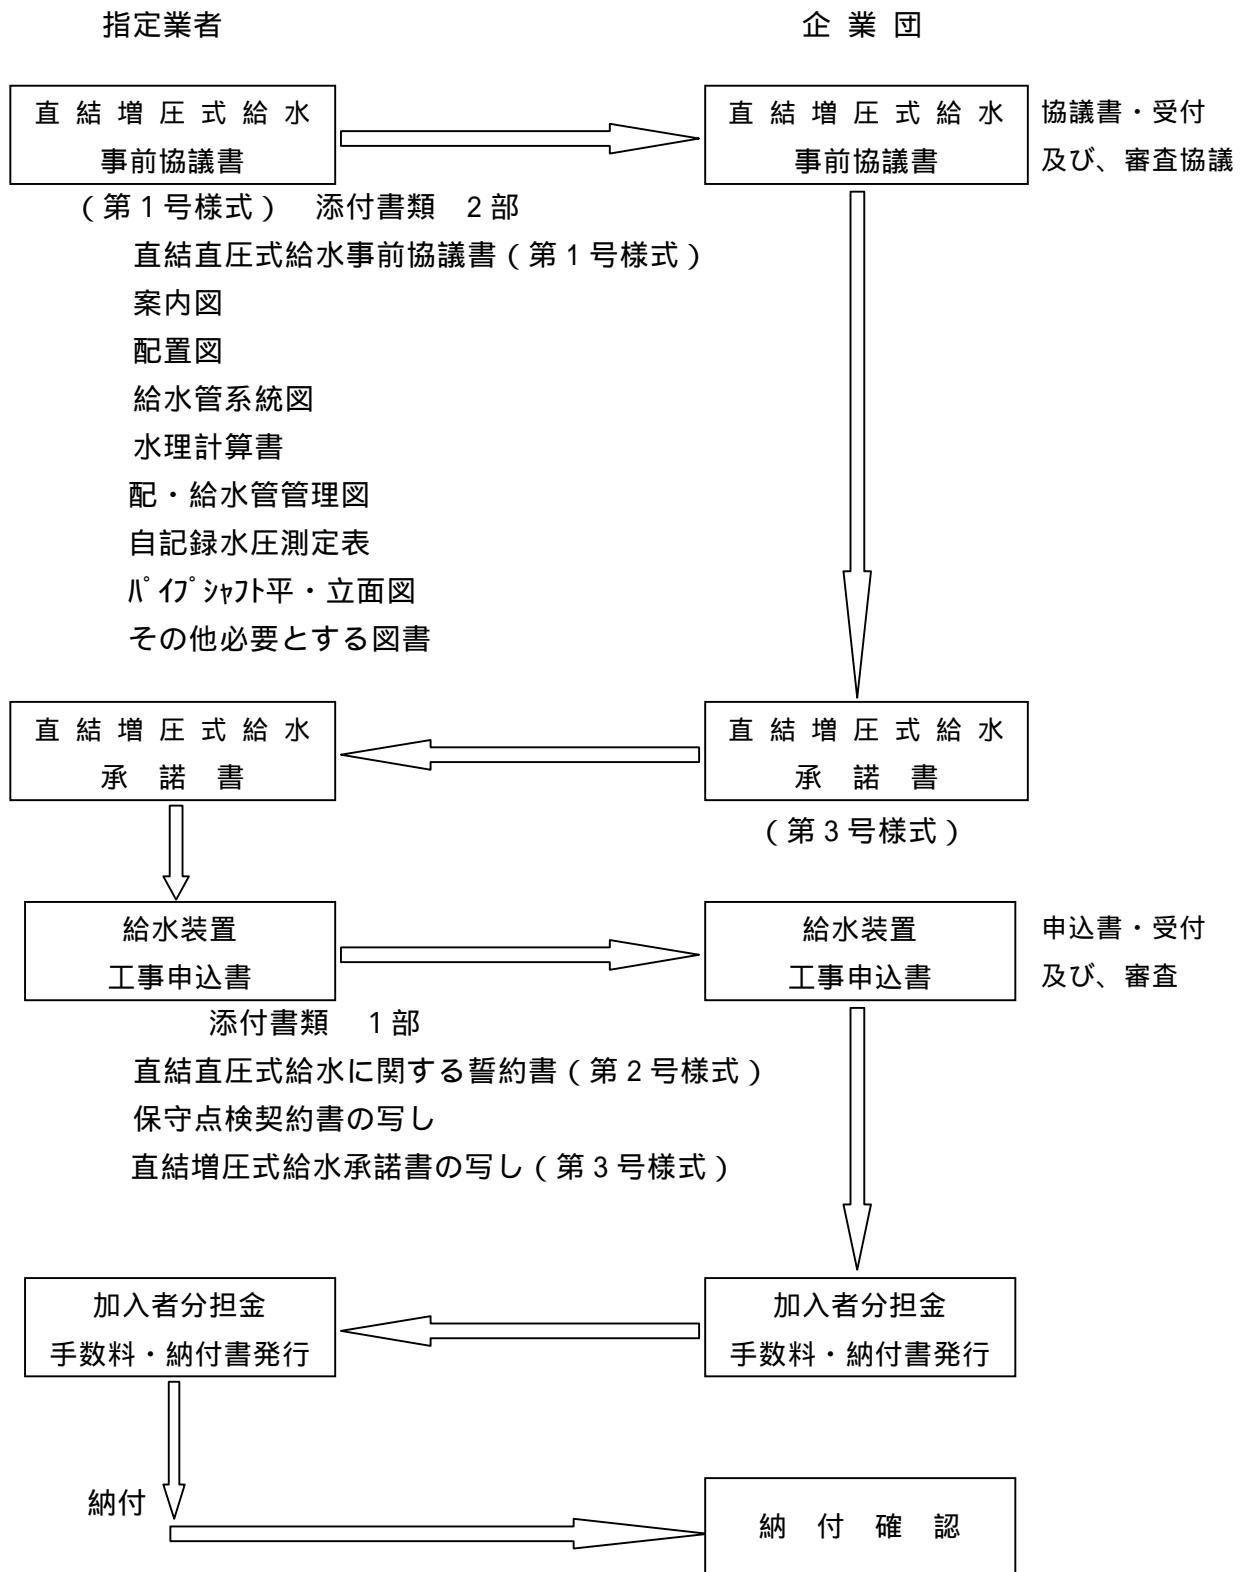 指定業者
企 業 団
直 結 増 圧 式 給 水
事前協議書
直 結 増 圧 式 給 水
事前協議書
協議書・受付
及び、審査協議
（第１号様式）　添付書類　２部
直結直圧式給水事前協議書（第１号様式）
案内図
配置図
給水管系統図
水理計算書
配・給水管管理図
自記録水圧測定表
ﾊﾟｲﾌﾟｼｬﾌﾄ平・立面図
その他必要とする図書
直 結 増 圧 式 給 水
承　諾　書
直 結 増 圧 式 給 水
承　諾　書
（第３号様式）
給水装置
工事申込書
給水装置
工事申込書
申込書・受付
及び、審査
添付書類　１部
直結直圧式給水に関する誓約書（第２号様式）
保守点検契約書の写し
直結増圧式給水承諾書の写し（第３号様式）
加入者分担金
手数料・納付書発行
加入者分担金
手数料・納付書発行
納付
納　付　確　認